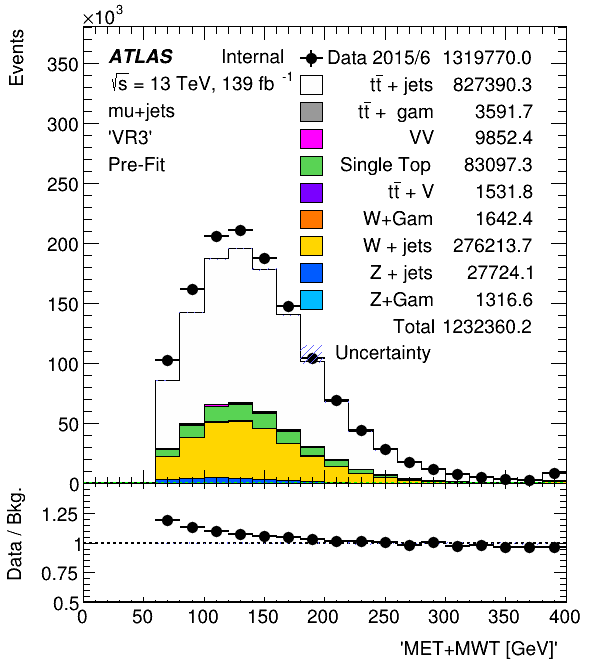 ×10³
Events
ATLAS Internal
√s = 13 TeV, 139 fb⁻¹
mu+jets
'VR3'
Pre-Fit
Data 2015/6 1319770.0
tt̄ + jets 827390.3
tt̄ + gam 3591.7
VV 9852.4
Single Top 83097.3
tt̄ + V 1531.8
W+Gam 1642.4
W + jets 276213.7
Z + jets 27724.1
Z+Gam 1316.6
Total 1232360.2
Uncertainty
350
300
250
200
150
100
50
0
Data / Bkg.
1.25
1
0.75
0.5
0 50 100 150 200 250 300 350 400
'MET+MWT [GeV]'